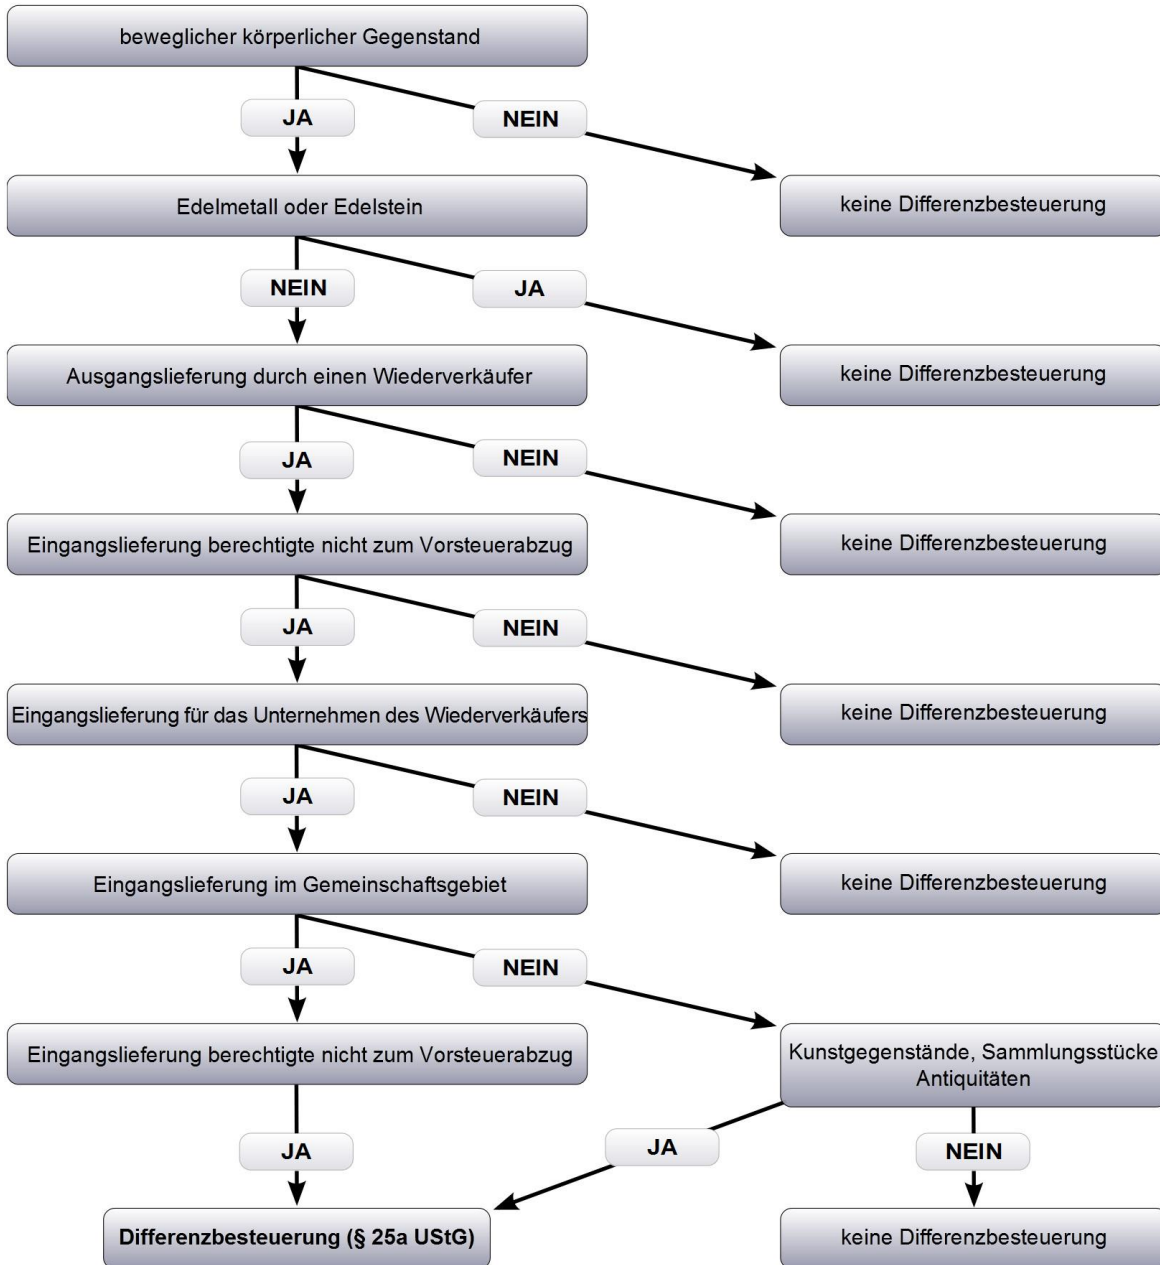 beweglicher körperlicher Gegenstand
JA
NEIN
Edelmetall oder Edelstein
keine Differenzbesteuerung
NEIN
JA
Ausgangslieferung durch einen Wiederverkäufer
keine Differenzbesteuerung
JA
NEIN
Eingangslieferung berechtigte nicht zum Vorsteuerabzug
keine Differenzbesteuerung
JA
NEIN
Eingangslieferung für das Unternehmen des Wiederverkäufers
keine Differenzbesteuerung
JA
NEIN
Eingangslieferung im Gemeinschaftsgebiet
keine Differenzbesteuerung
JA
NEIN
Eingangslieferung berechtigte nicht zum Vorsteuerabzug
Kunstgegenstände, Sammlungsstücke
Antiquitäten
JA
JA
NEIN
Differenzbesteuerung (§ 25a UStG)
keine Differenzbesteuerung